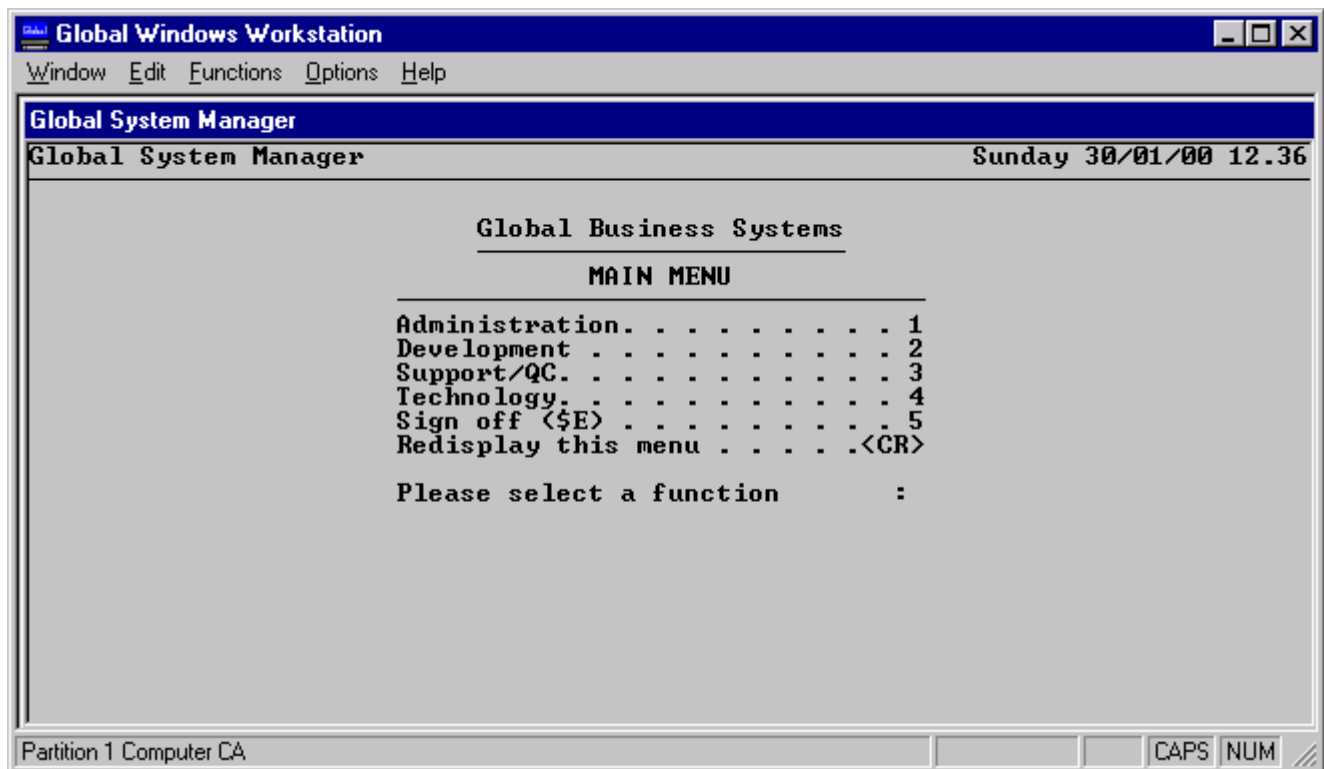 Global Windows Workstation
Window Edit Functions Options Help
Global System Manager
Global System Manager Sunday 30/01/00 12.36
Global Business Systems
MAIN MENU
Administration. . . . . . . . . . 1
Development . . . . . . . . . . . 2
Support/QC. . . . . . . . . . . . 3
Technology. . . . . . . . . . . . 4
Sign off ($E) . . . . . . . . . . 5
Redisplay this menu . . . . . .<CR>
Please select a function :
Partition 1 Computer CA CAPS NUM